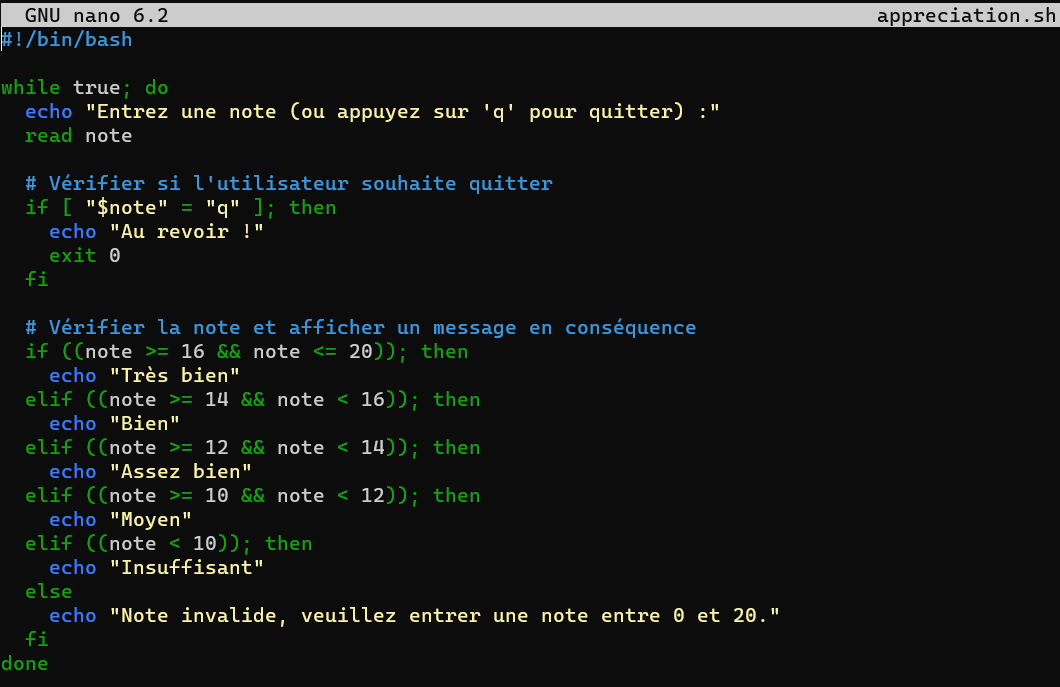 GNU nano 6.2 appreciation.sh
#!/bin/bash

while true; do
  echo "Entrez une note (ou appuyez sur 'q' pour quitter) :"
  read note

  # Vérifier si l'utilisateur souhaite quitter
  if [ "$note" = "q" ]; then
    echo "Au revoir !"
    exit 0
  fi

  # Vérifier la note et afficher un message en conséquence
  if ((note >= 16 && note <= 20)); then
    echo "Très bien"
  elif ((note >= 14 && note < 16)); then
    echo "Bien"
  elif ((note >= 12 && note < 14)); then
    echo "Assez bien"
  elif ((note >= 10 && note < 12)); then
    echo "Moyen"
  elif ((note < 10)); then
    echo "Insuffisant"
  else
    echo "Note invalide, veuillez entrer une note entre 0 et 20."
  fi
done